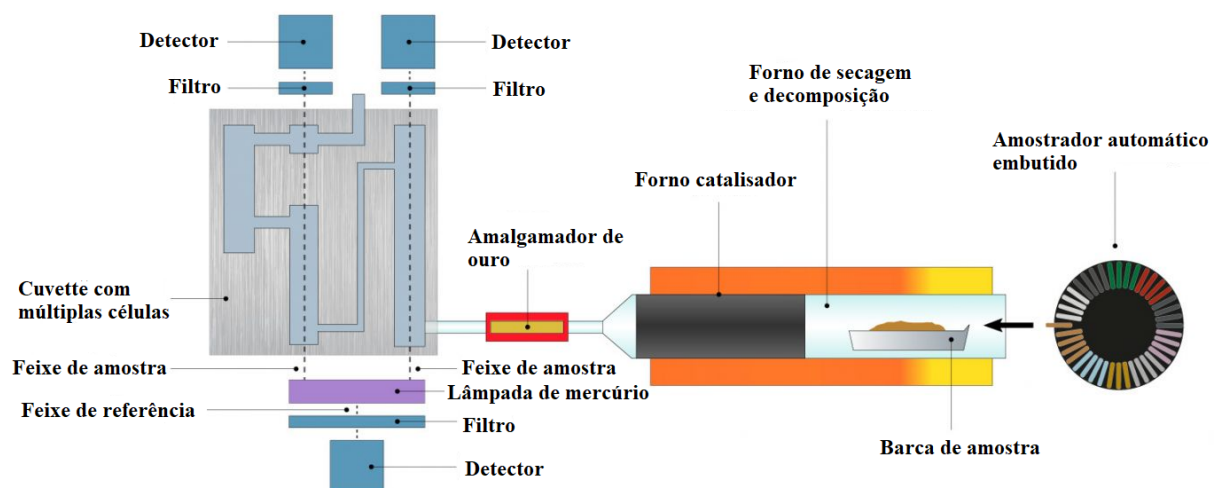 Detector
Detector
Filtro
Filtro
Forno de secagem
e decomposição
Amostrador automático
embutido
Forno catalisador
Amalgamador de
ouro
Cuvette com
múltiplas células
Feixe de amostra
Feixe de amostra
Lâmpada de mercúrio
Feixe de referência
Filtro
Barca de amostra
Detector